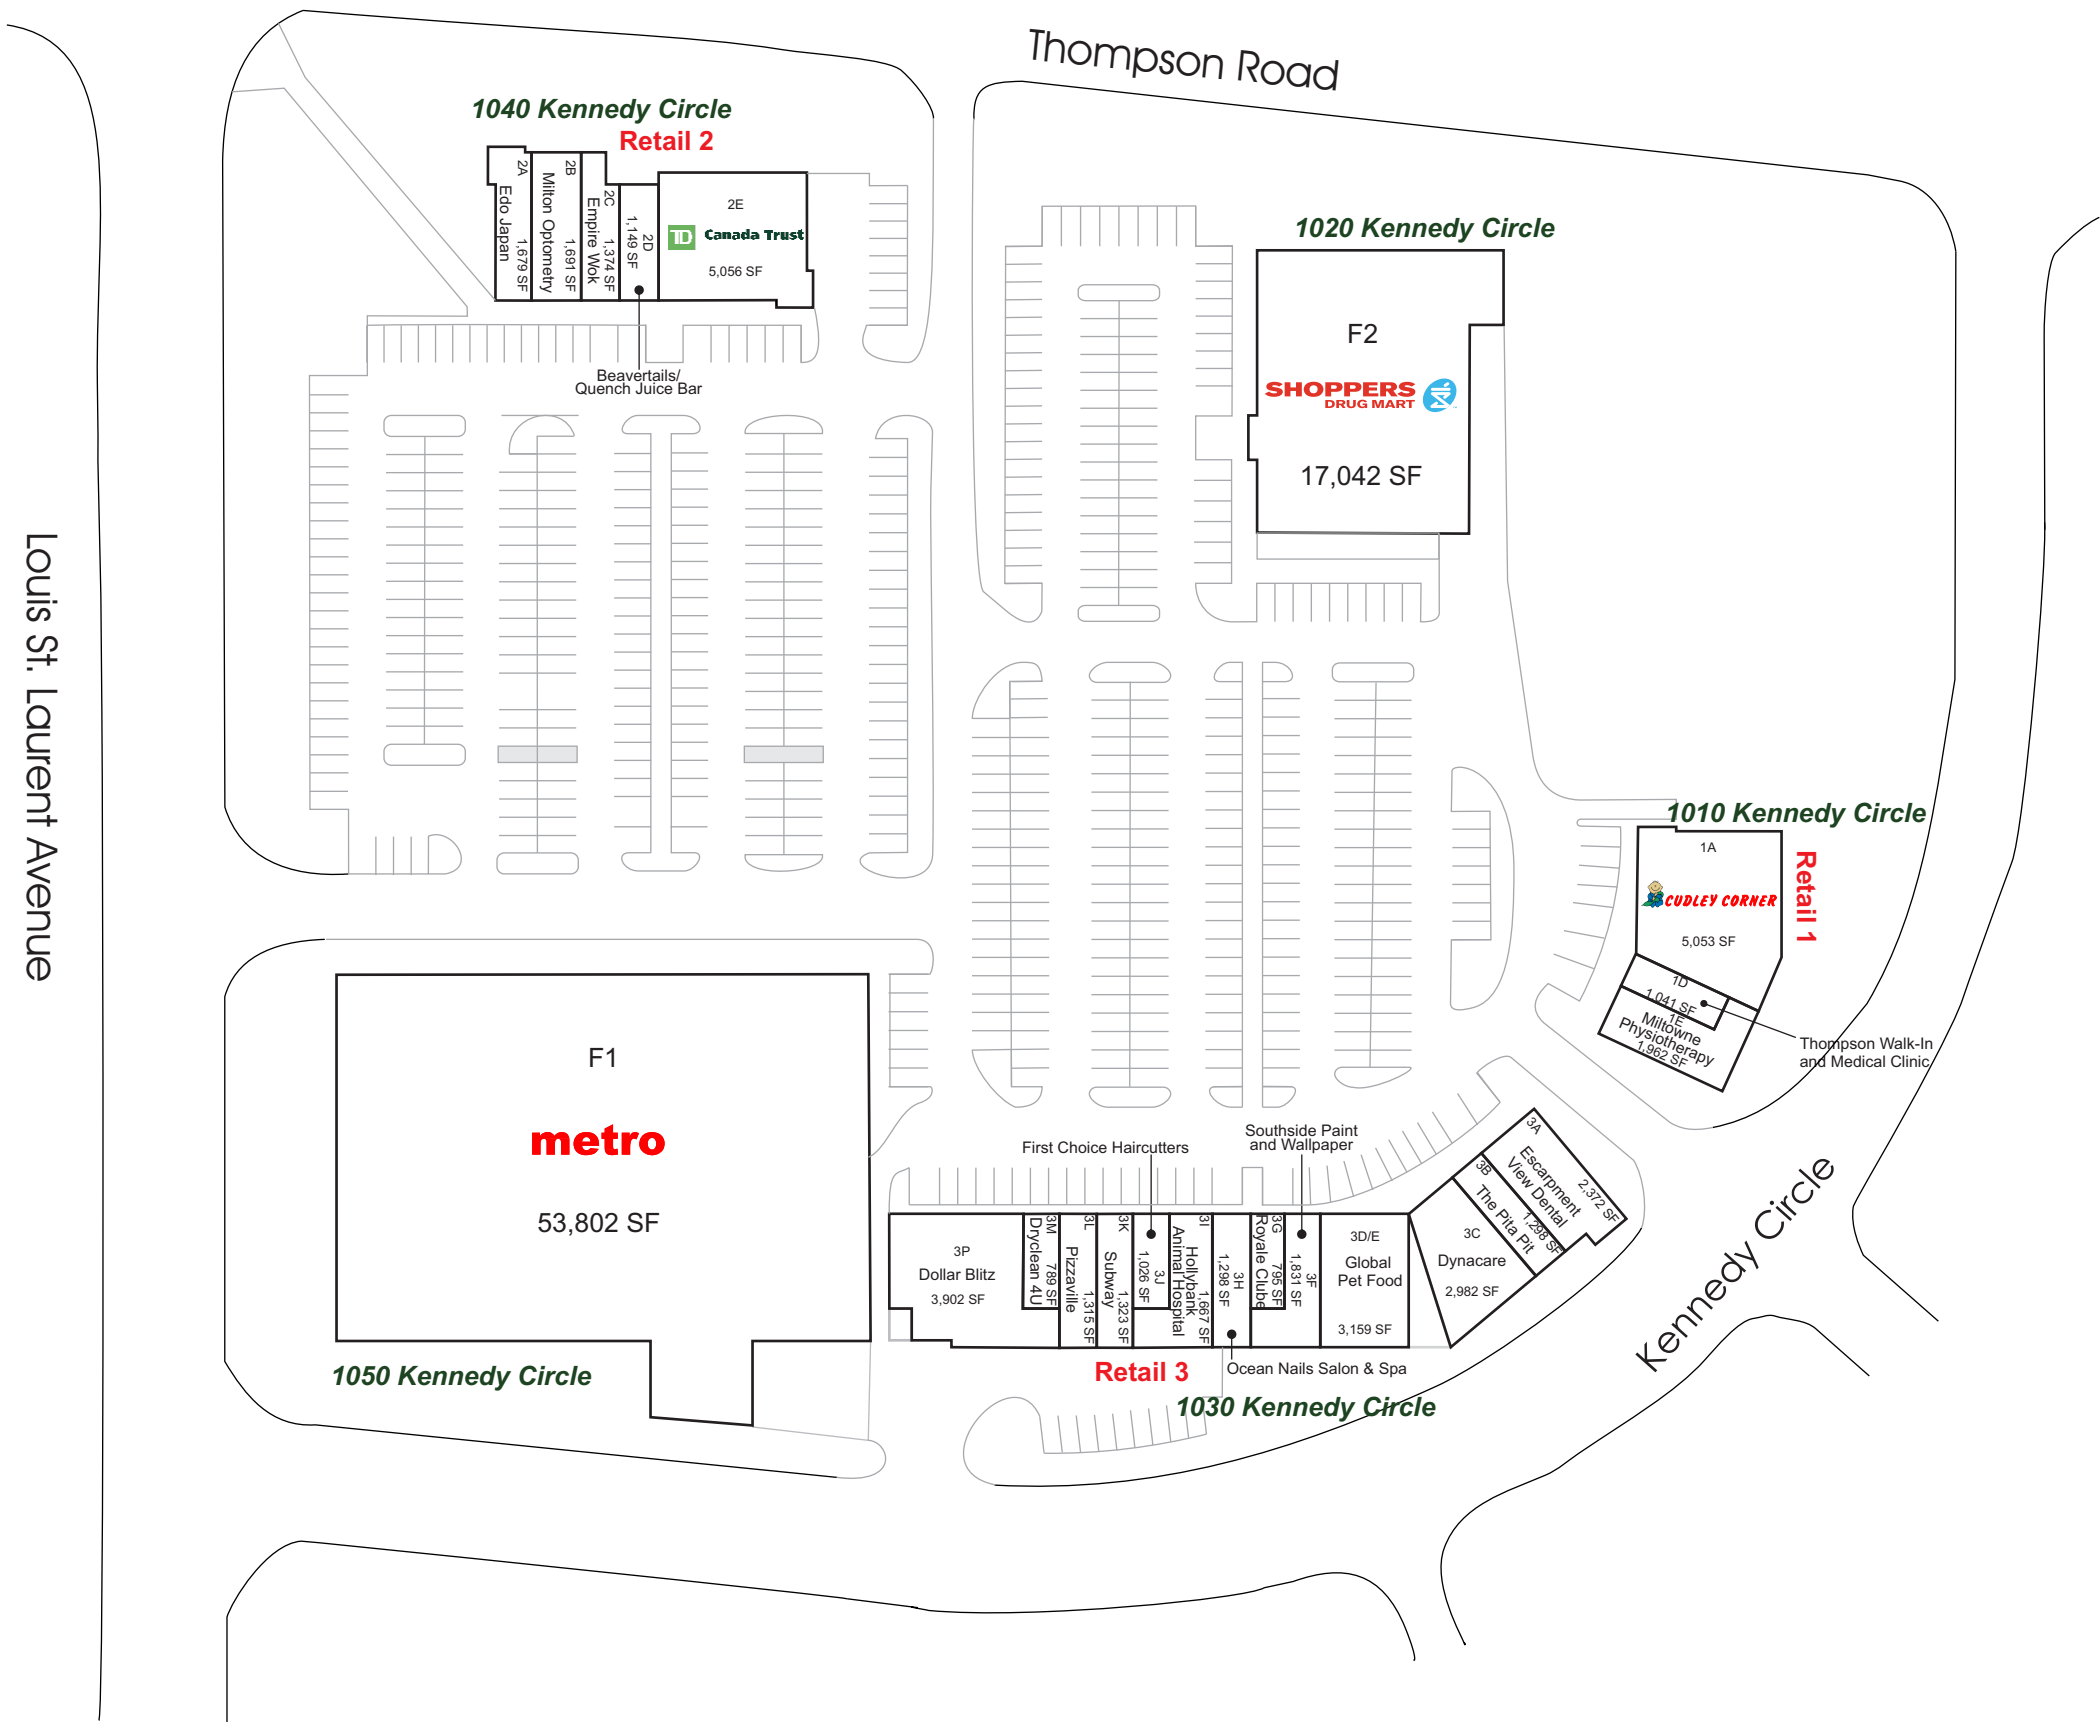 Thompson Road
Louis St. Laurent Avenue
Kennedy Circle
1040 Kennedy Circle
Retail 2
2A
Edo Japan
1,679 SF
2B
Milton Optometry
1,691 SF
2C
Empire Wok
1,374 SF
2D
1,149 SF
Beavertails/
Quench Juice Bar
2E
TD Canada Trust
5,056 SF
1020 Kennedy Circle
F2
SHOPPERS
DRUG MART
17,042 SF
1010 Kennedy Circle
Retail 1
1A
CUDLEY CORNER
5,053 SF
1D
1,041 SF
Thompson Walk-In
and Medical Clinic
1E
Miltowne
Physiotherapy
1,962 SF
F1
metro
53,802 SF
1050 Kennedy Circle
First Choice Haircutters
Southside Paint
and Wallpaper
3P
Dollar Blitz
3,902 SF
3M
Dryclean 4U
789 SF
3L
Pizzaville
1,315 SF
3K
Subway
1,323 SF
3J
1,026 SF
3I
Hollybank
Animal Hospital
1,667 SF
3H
1,298 SF
Ocean Nails Salon & Spa
3G
Royale Clube
795 SF
3F
1,831 SF
3D/E
Global
Pet Food
3,159 SF
3C
Dynacare
2,982 SF
3B
The Pita Pit
1,298 SF
3A
Escarpment
View Dental
2,372 SF
Retail 3
1030 Kennedy Circle